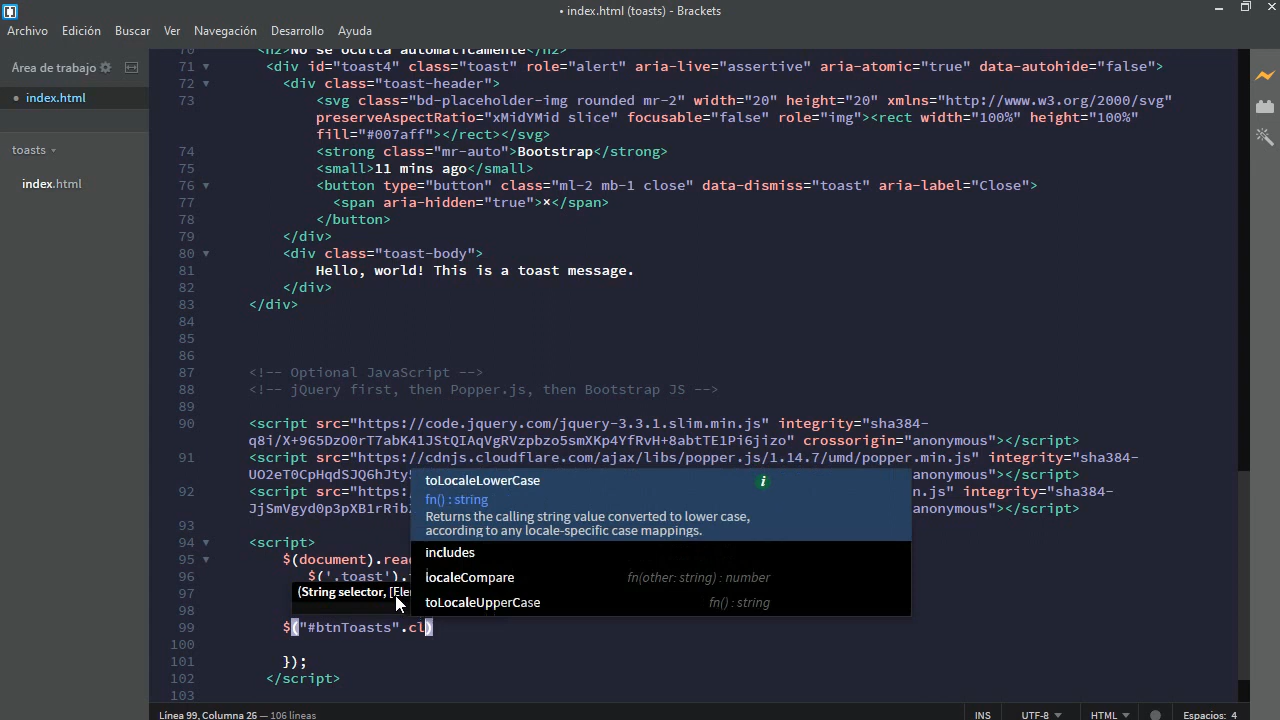 • index.html (toasts) - Brackets
Archivo Edición Buscar Ver Navegación Desarrollo Ayuda
Área de trabajo
• index.html
toasts
index.html
70 <h2>No se oculta automaticamente</h2>
71 <div id="toast4" class="toast" role="alert" aria-live="assertive" aria-atomic="true" data-autohide="false">
72 <div class="toast-header">
73 <svg class="bd-placeholder-img rounded mr-2" width="20" height="20" xmlns="http://www.w3.org/2000/svg"
preserveAspectRatio="xMidYMid slice" focusable="false" role="img"><rect width="100%" height="100%"
fill="#007aff"></rect></svg>
74 <strong class="mr-auto">Bootstrap</strong>
75 <small>11 mins ago</small>
76 <button type="button" class="ml-2 mb-1 close" data-dismiss="toast" aria-label="Close">
77 <span aria-hidden="true">×</span>
78 </button>
79 </div>
80 <div class="toast-body">
81 Hello, world! This is a toast message.
82 </div>
83 </div>
84
85
86
87 <!-- Optional JavaScript -->
88 <!-- jQuery first, then Popper.js, then Bootstrap JS -->
89
90 <script src="https://code.jquery.com/jquery-3.3.1.slim.min.js" integrity="sha384-
q8i/X+965DzO0rT7abK41JStQIAqVgRVzpbzo5smXKp4YfRvH+8abtTE1Pi6jizo" crossorigin="anonymous"></script>
91 <script src="https://cdnjs.cloudflare.com/ajax/libs/popper.js/1.14.7/umd/popper.min.js" integrity="sha384-
UO2eT0CpHqdSJQ6hJty5 anonymous"></script>
92 <script src="https: n.js" integrity="sha384-
JjSmVgyd0p3pXB1rRib anonymous"></script>
93
94 <script>
95 $(document).rea
96 $('.toast').
97
98
99 $("#btnToasts".cl)
100
101 });
102 </script>
103
toLocaleLowerCase
fn() : string
Returns the calling string value converted to lower case,
according to any locale-specific case mappings.
includes
localeCompare fn(other: string) : number
toLocaleUpperCase fn() : string
(String selector, [Ele
Línea 99, Columna 26 — 106 líneas INS UTF-8 HTML Espacios: 4